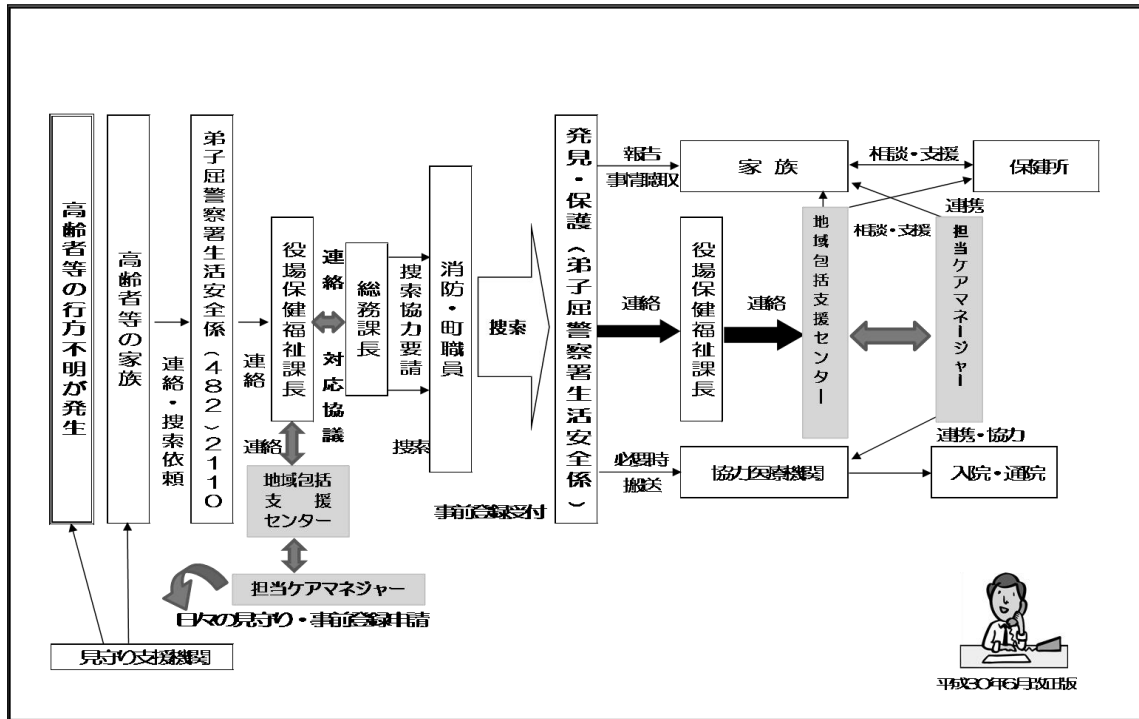 高齢者等の行方不明が発生
高齢者等の家族
連絡・捜索依頼
弟子屈警察署生活安全係(482)2110
連絡
役場保健福祉課長
連絡
対応協議
総務課長
捜索協力要請
捜索
消防・町職員
捜索
事前登録受付
連絡
地域包括
支援
センター
担当ケアマネジャー
日々の見守り・事前登録申請
見守り支援機関
発見・保護(弟子屈警察署生活安全係)
報告
事情聴取
家族
相談・支援
保健所
連絡
役場保健福祉課長
連絡
地域包括支援センター
相談・支援
連携
担当ケアマネージャー
連携・協力
必要時
搬送
協力医療機関
入院・通院
平成30年6月改正版